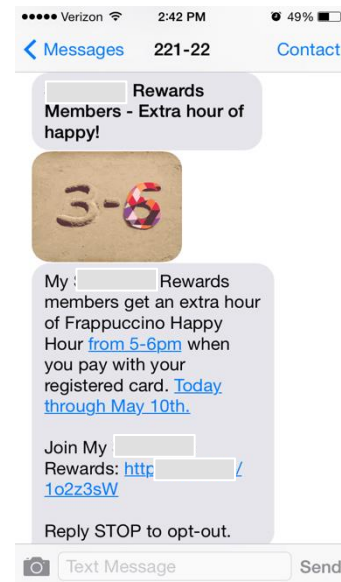 Verizon 2:42 PM 49%
Messages 221-22 Contact
Rewards
Members - Extra hour of
happy!
3-6
My Rewards
members get an extra hour
of Frappuccino Happy
Hour from 5-6pm when
you pay with your
registered card. Today
through May 10th.
Join My
Rewards: http /
1o2z3sW
Reply STOP to opt-out.
Text Message Send